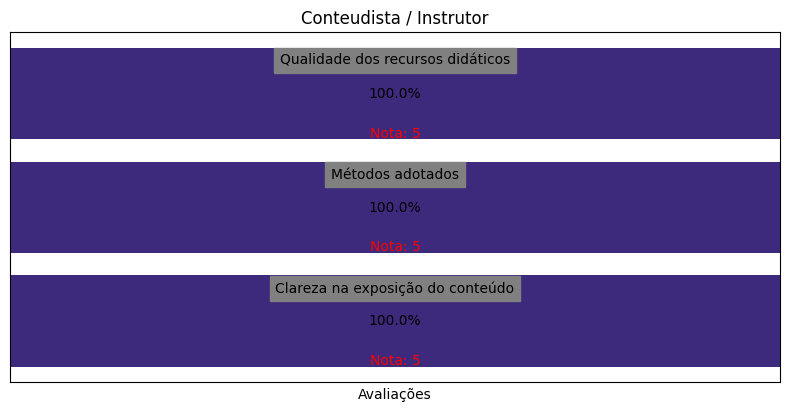 Conteudista / Instrutor
Qualidade dos recursos didáticos
100.0%
Nota: 5
Métodos adotados
100.0%
Nota: 5
Clareza na exposição do conteúdo
100.0%
Nota: 5
Avaliações